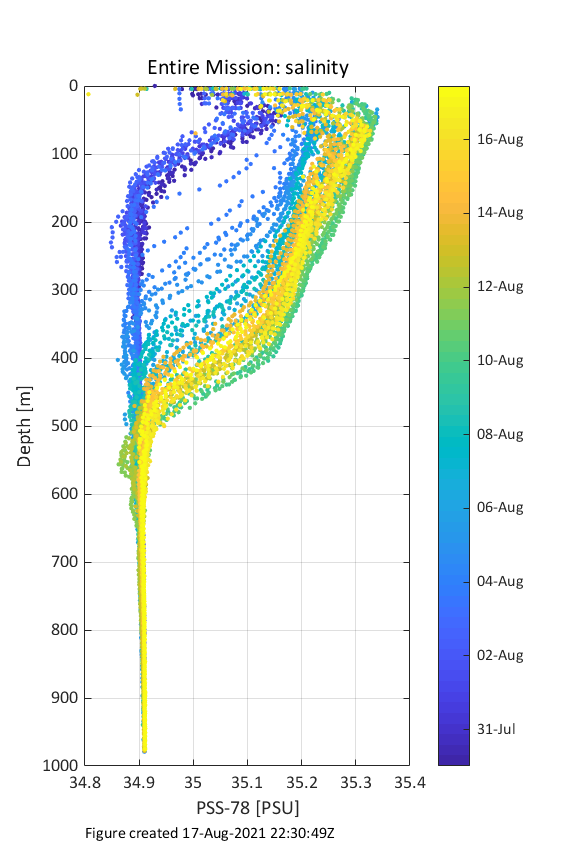 Entire Mission: salinity
0
100
200
300
400
500
600
700
800
900
1000
Depth [m]
34.8 34.9 35 35.1 35.2 35.3 35.4
PSS-78 [PSU]
16-Aug
14-Aug
12-Aug
10-Aug
08-Aug
06-Aug
04-Aug
02-Aug
31-Jul
Figure created 17-Aug-2021 22:30:49Z